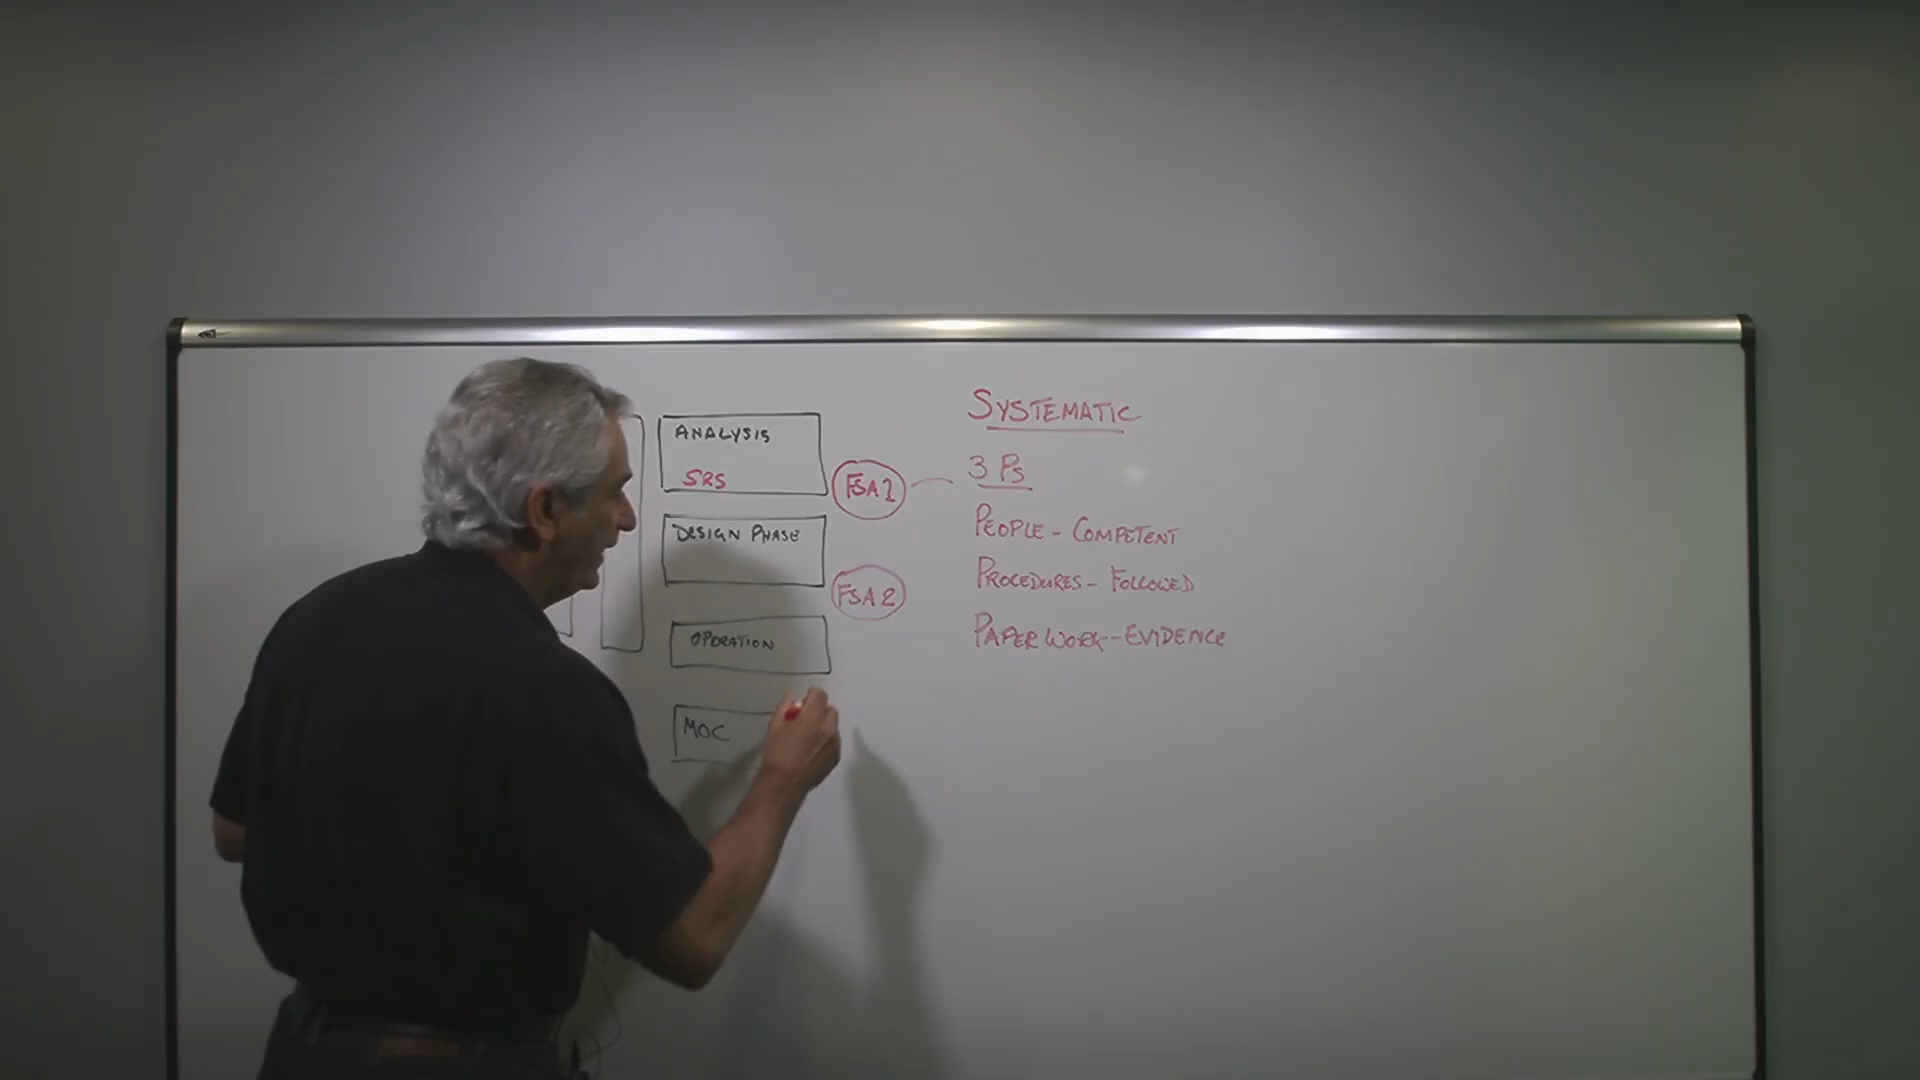 ANALYSIS
SRS
FSA 1
DESIGN PHASE
FSA 2
OPERATION
MOC
SYSTEMATIC
3 Ps
PEOPLE - COMPETENT
PROCEDURES - FOLLOWED
PAPER WORK - EVIDENCE